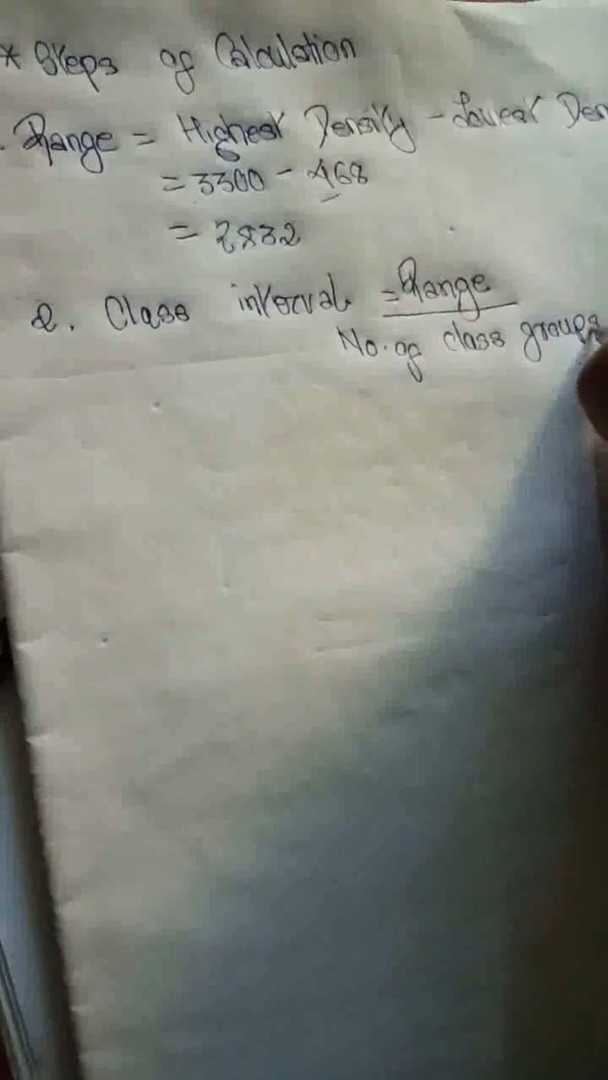 * Steps of Calculation
. Range = Highest Density - Lowest Den
= 3300 - 468
= 2832
2. Class interval = Range
No. of class groups